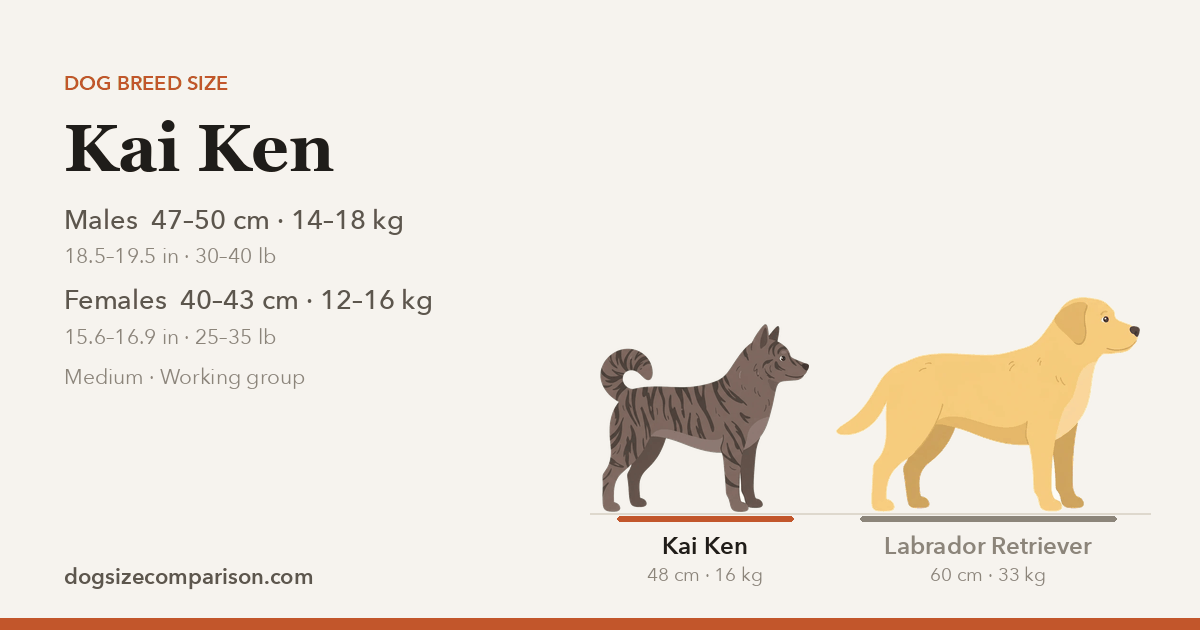 DOG BREED SIZE
Kai Ken
Males 47–50 cm · 14–18 kg
18.5–19.5 in · 30–40 lb
Females 40–43 cm · 12–16 kg
15.6–16.9 in · 25–35 lb
Medium · Working group
Kai Ken
48 cm · 16 kg
Labrador Retriever
60 cm · 33 kg
dogsizecomparison.com